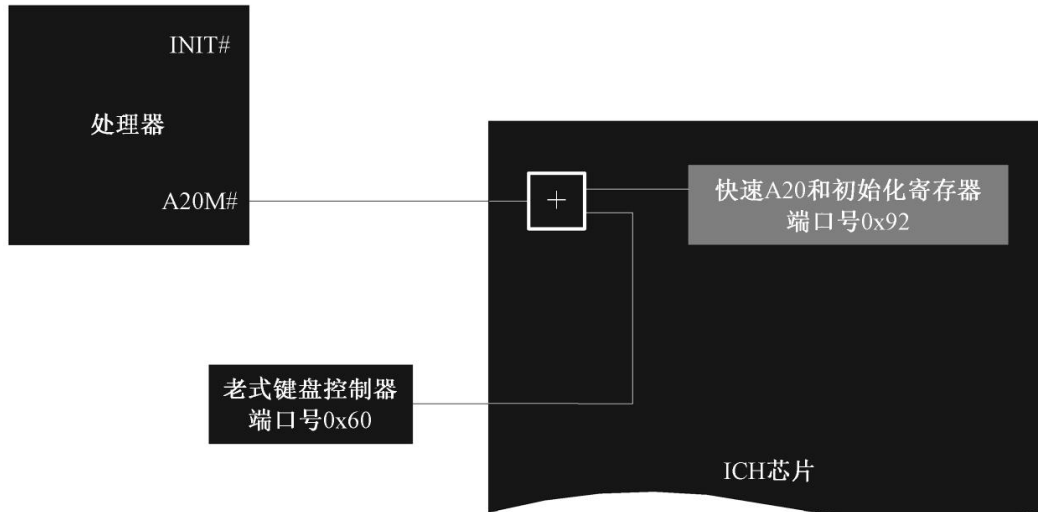 INIT#
处理器
A20M#
+
快速A20和初始化寄存器
端口号0x92
老式键盘控制器
端口号0x60
ICH芯片